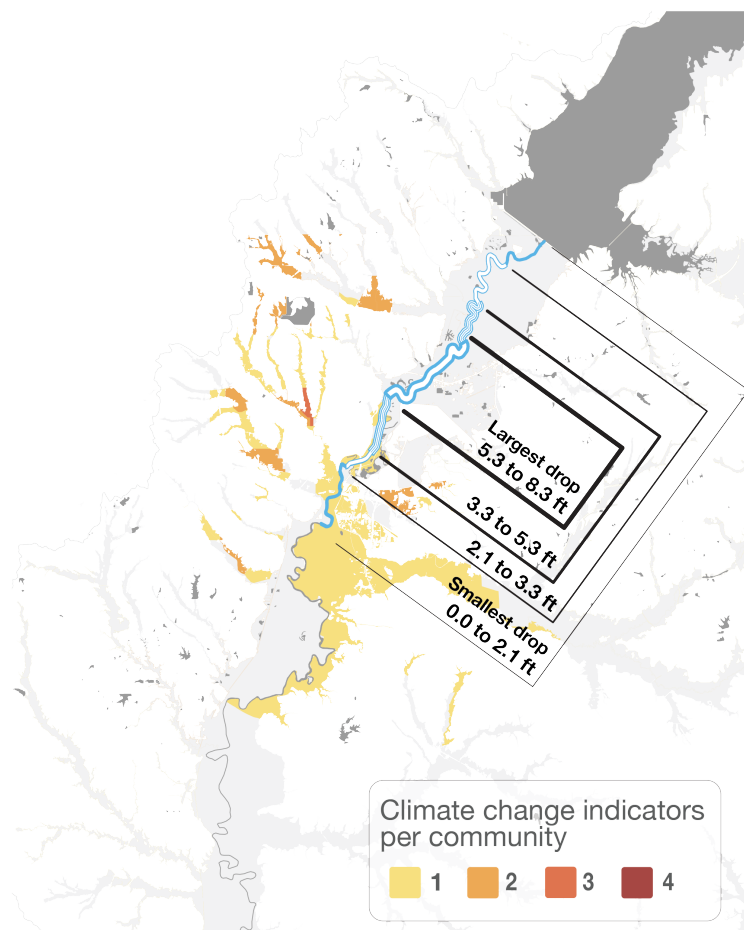 Largest drop
5.3 to 8.3 ft
3.3 to 5.3 ft
2.1 to 3.3 ft
Smallest drop
0.0 to 2.1 ft
Climate change indicators
per community
1 2 3 4